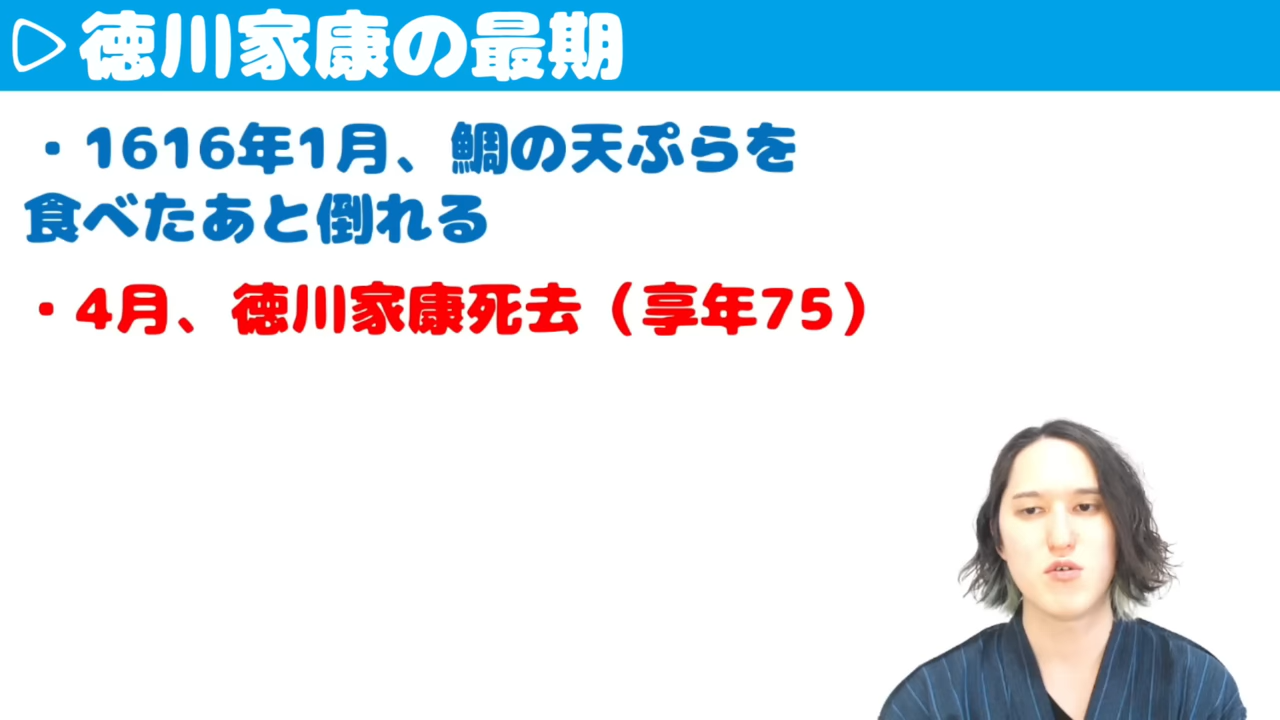 徳川家康の最期
・1616年1月、鯛の天ぷらを
食べたあと倒れる
・4月、徳川家康死去（享年75）